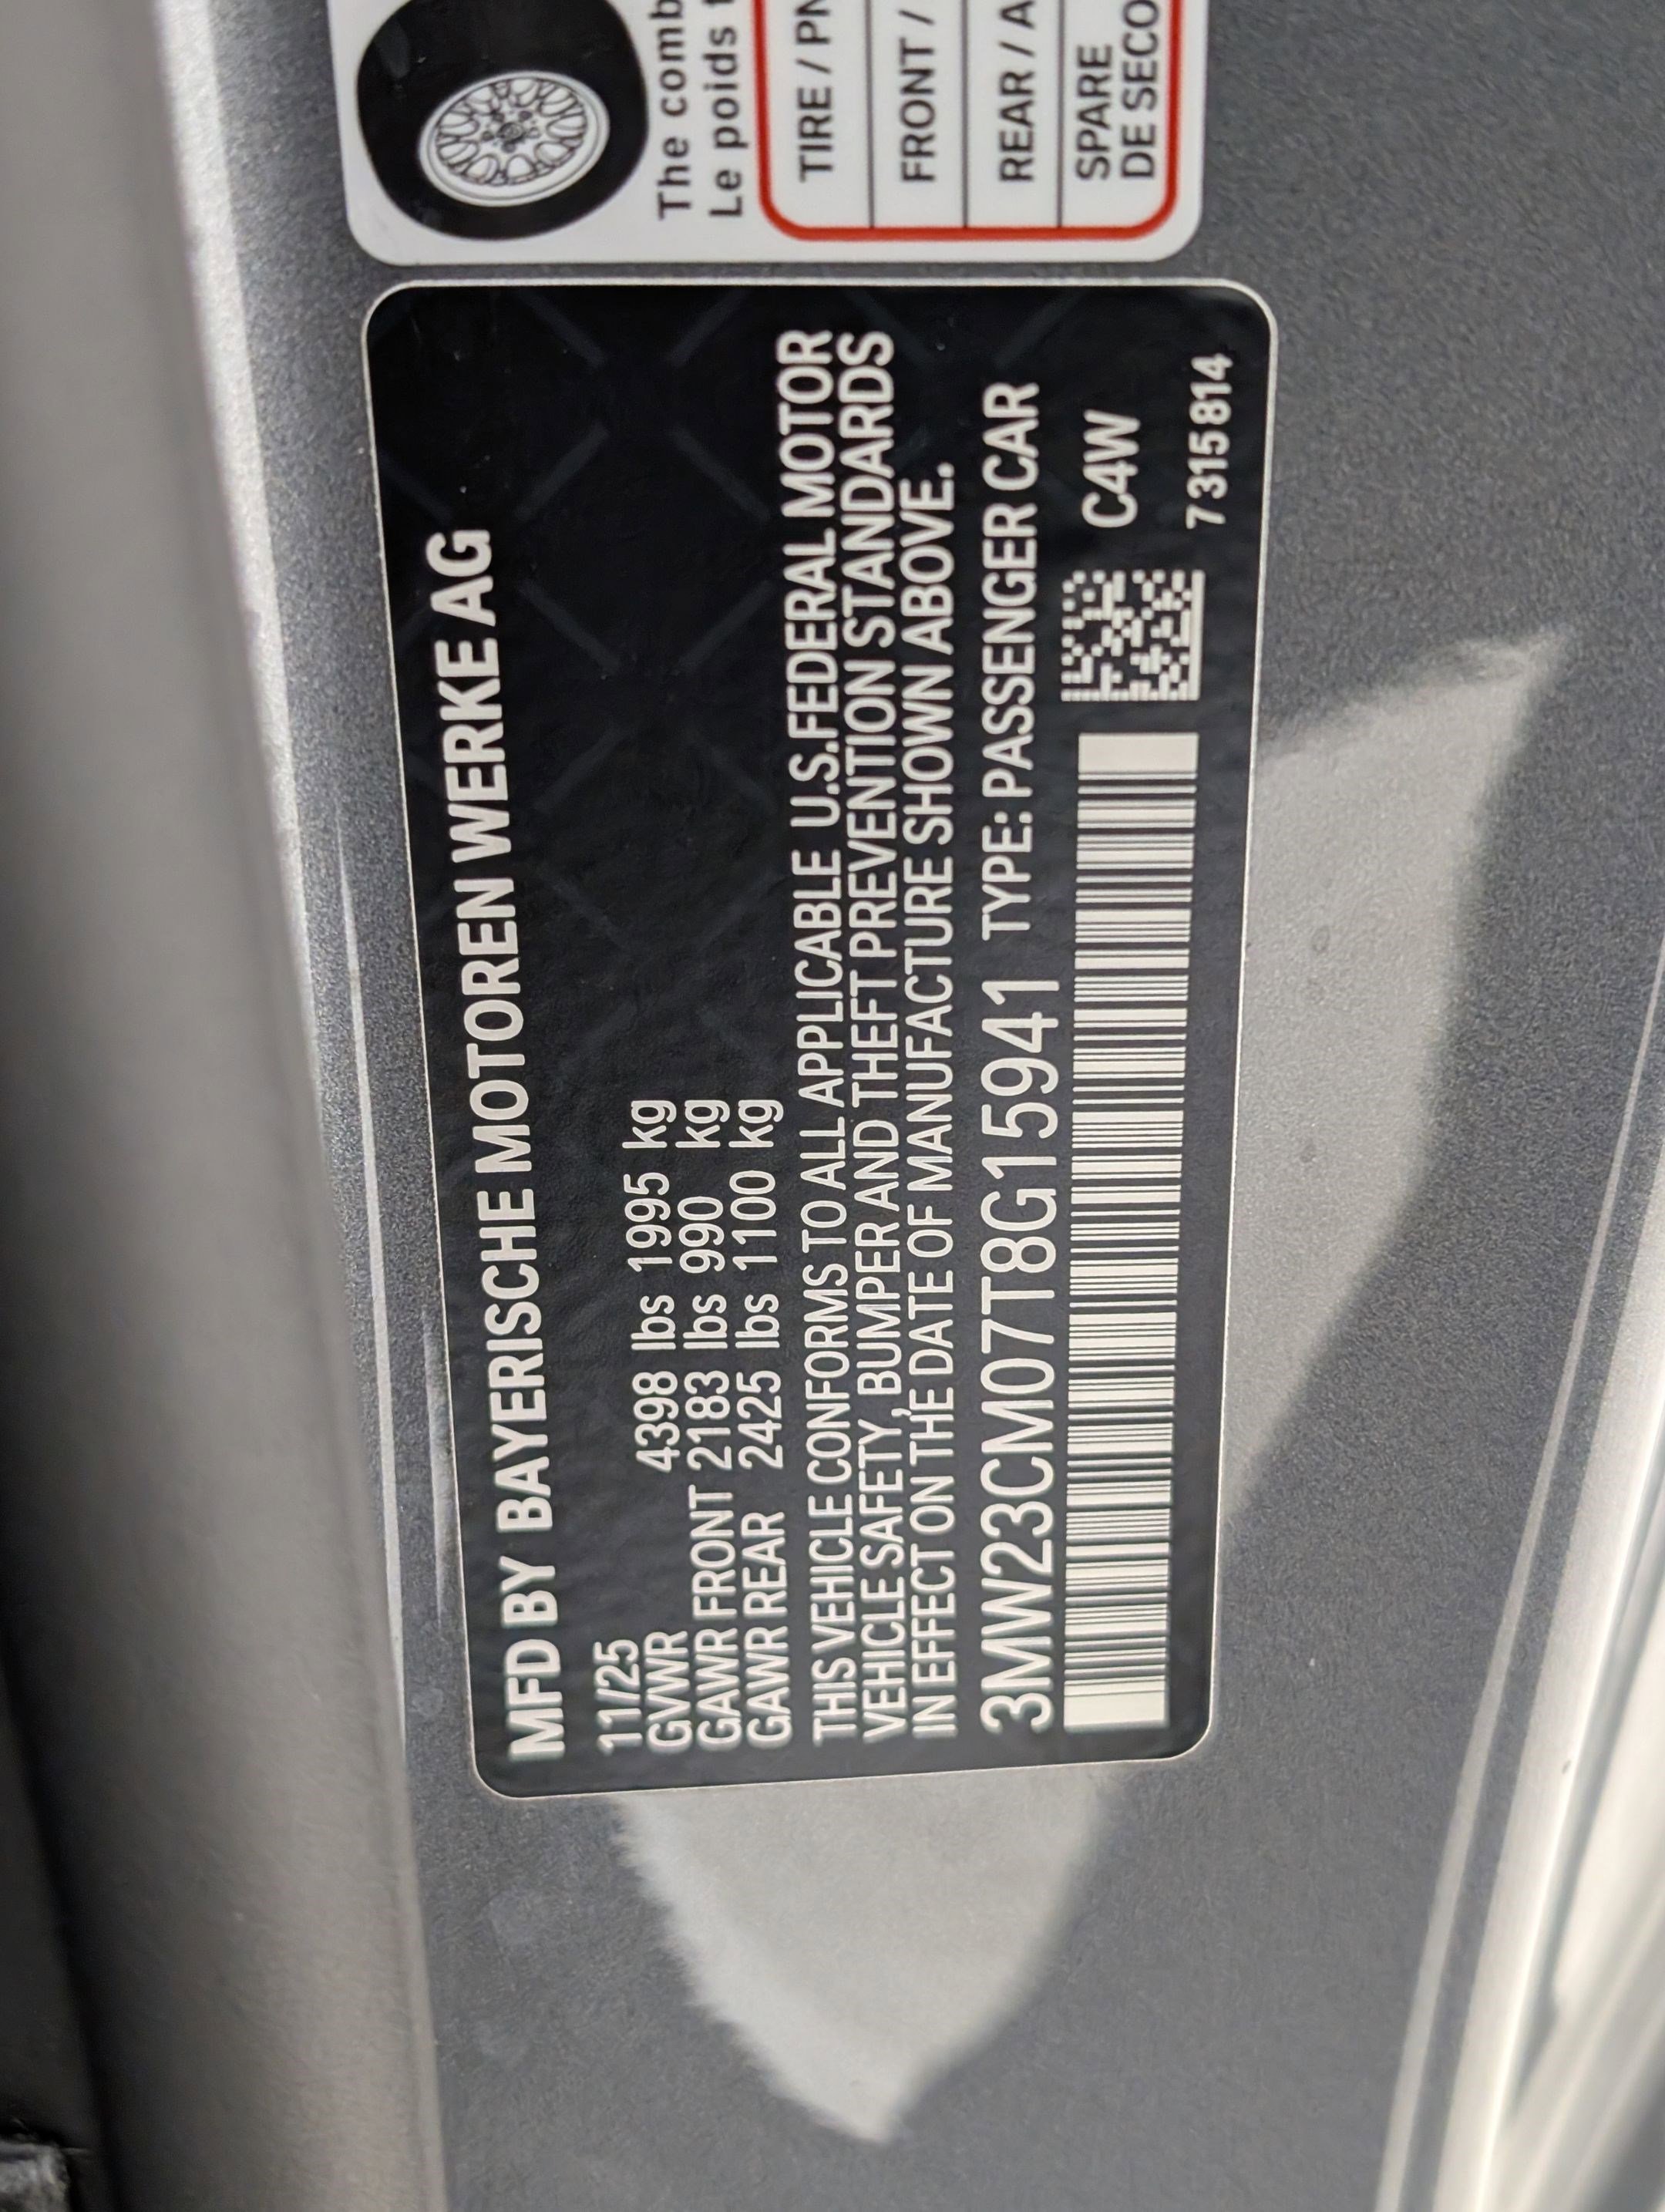 MFD BY BAYERISCHE MOTOREN WERKE AG
11/25
GVWR 4398 lbs 1995 kg
GAWR FRONT 2183 lbs 990 kg
GAWR REAR 2425 lbs 1100 kg
THIS VEHICLE CONFORMS TO ALL APPLICABLE U.S.FEDERAL MOTOR
VEHICLE SAFETY, BUMPER AND THEFT PREVENTION STANDARDS
IN EFFECT ON THE DATE OF MANUFACTURE SHOWN ABOVE.
3MW23CM07T8G15941 TYPE: PASSENGER CAR
C4W
7315814
The comb
Le poids
TIRE / PN
FRONT /
REAR / A
SPARE
DE SECO